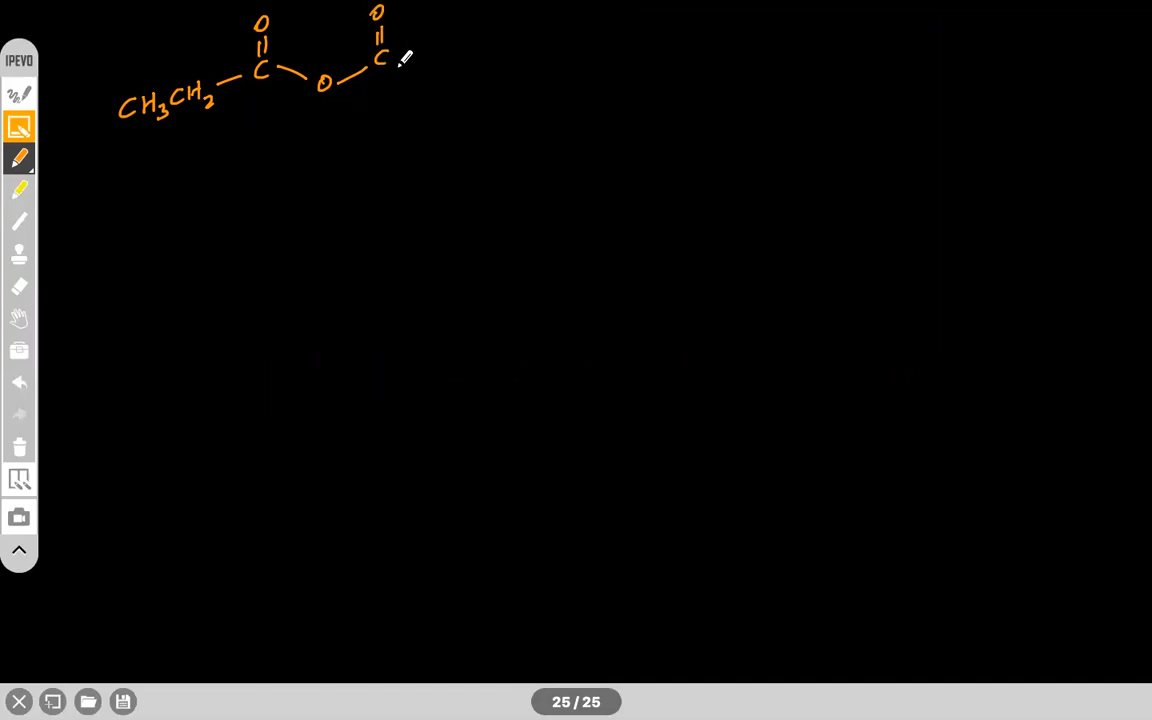 IPEVO
O O
|| ||
CH3CH2 - C - O - C
25 / 25